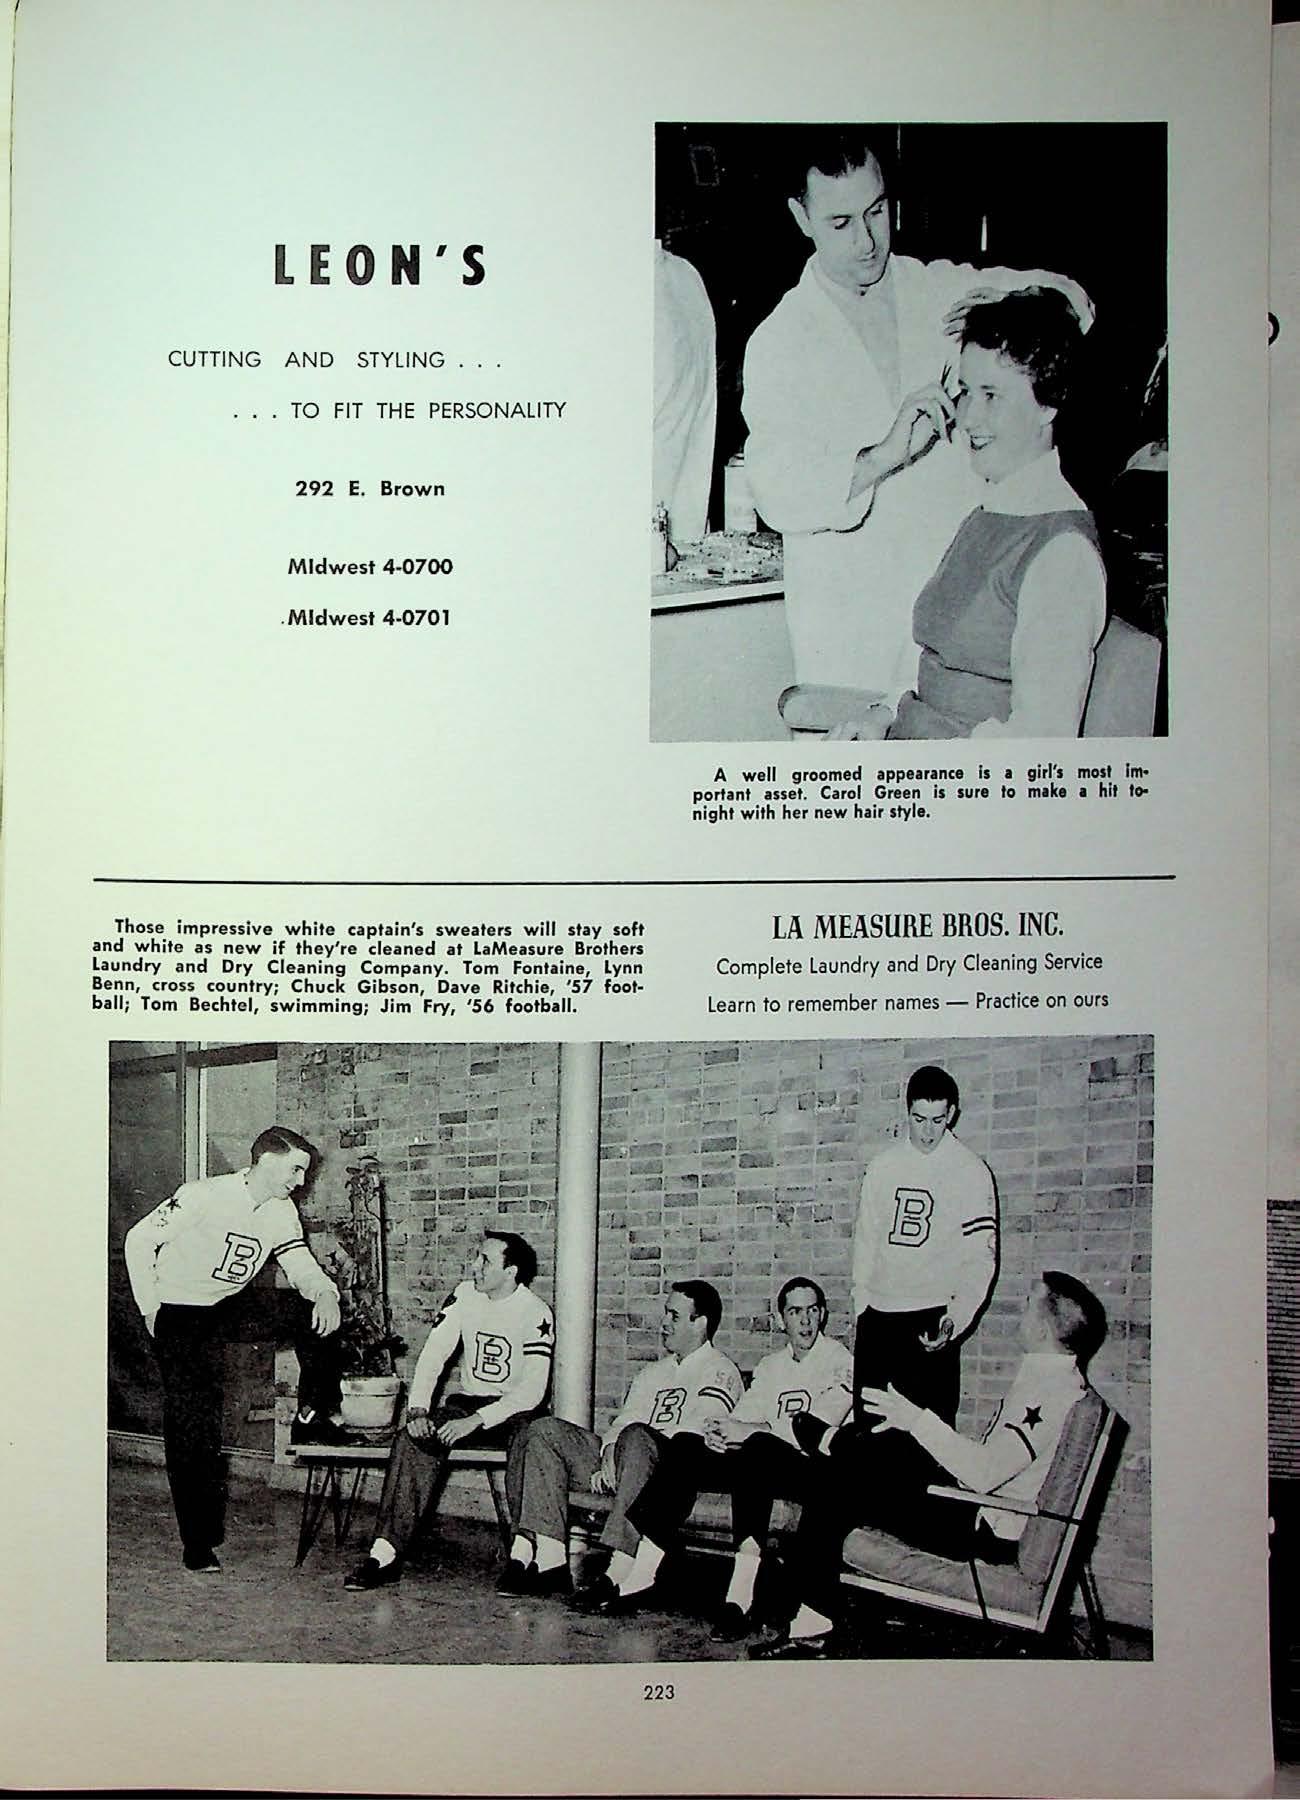 LEON'S
CUTTING AND STYLING . . .
. . . TO FIT THE PERSONALITY
292 E. Brown
MIdwest 4-0700
.MIdwest 4-0701
A well groomed appearance is a girl's most im-
portant asset. Carol Green is sure to make a hit to-
night with her new hair style.
Those impressive white captain's sweaters will stay soft
and white as new if they're cleaned at LaMeasure Brothers
Laundry and Dry Cleaning Company. Tom Fontaine, Lynn
Benn, cross country; Chuck Gibson, Dave Ritchie, '57 foot-
ball; Tom Bechtel, swimming; Jim Fry, '56 football.
LA MEASURE BROS. INC.
Complete Laundry and Dry Cleaning Service
Learn to remember names — Practice on ours
B
B
B
B
B
58
223